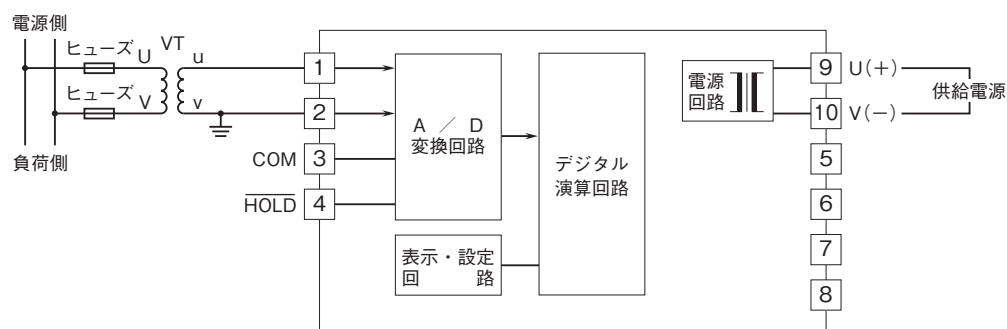 電源側
ヒューズ U VT u
ヒューズ V v
負荷側
1
2
COM 3
HOLD 4
A ／ D
変換回路
デジタル
演算回路
表示・設定
回 路
電源
回路
9 U(+)
供給電源
10 V(−)
5
6
7
8